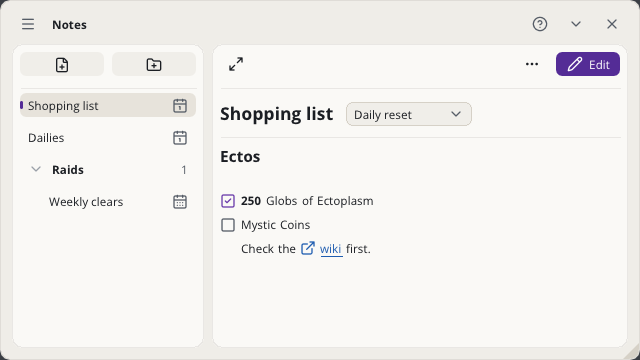 Notes
Edit
Shopping list
Dailies
Raids 1
Weekly clears
Shopping list Daily reset
Ectos
250 Globs of Ectoplasm
Mystic Coins
Check the wiki first.